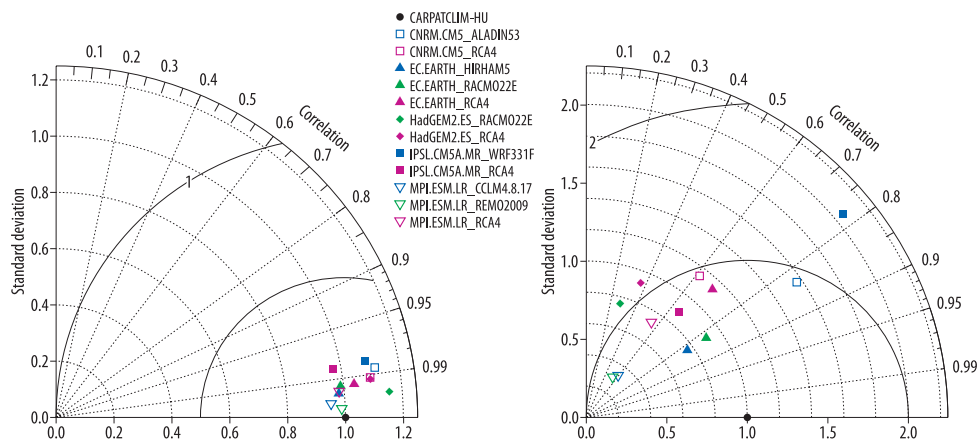 CARPATCLIM-HU
CNRM.CM5_ALADIN53
CNRM.CM5_RCA4
EC.EARTH_HIRHAM5
EC.EARTH_RACMO22E
EC.EARTH_RCA4
HadGEM2.ES_RACMO22E
HadGEM2.ES_RCA4
IPSL.CM5A.MR_WRF331F
IPSL.CM5A.MR_RCA4
MPI.ESM.LR_CCLM4.8.17
MPI.ESM.LR_REMO2009
MPI.ESM.LR_RCA4
Standard deviation
1.2
1.0
0.8
0.6
0.4
0.2
0.0
0.0
0.2
0.4
0.6
0.8
1.0
1.2
0.1
0.2
0.3
0.4
0.5
0.6
0.7
0.8
0.9
0.95
0.99
Correlation
1
Standard deviation
2.0
1.5
1.0
0.5
0.0
0.0
0.5
1.0
1.5
2.0
0.1
0.2
0.3
0.4
0.5
0.6
0.7
0.8
0.9
0.95
0.99
Correlation
2